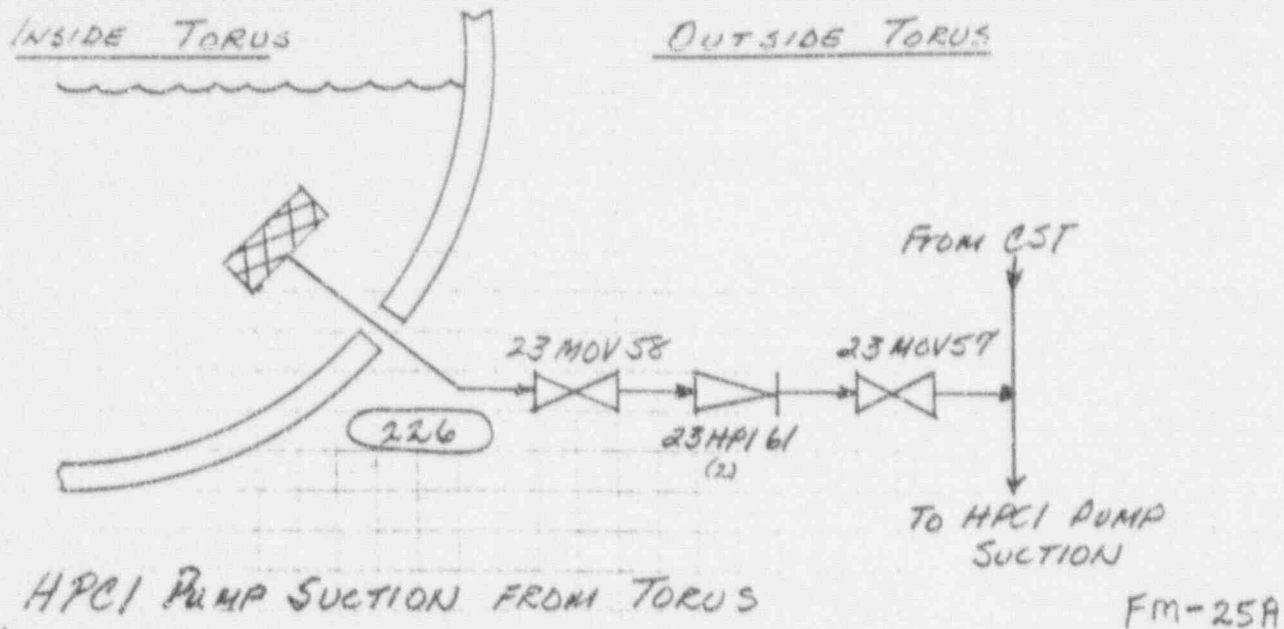 INSIDE TORUS
OUTSIDE TORUS
FROM CST
23 MOV 58
23 MOV 57
226
23 HPI 61
(2)
TO HPCI PUMP
SUCTION
HPCI PUMP SUCTION FROM TORUS
FM-25A